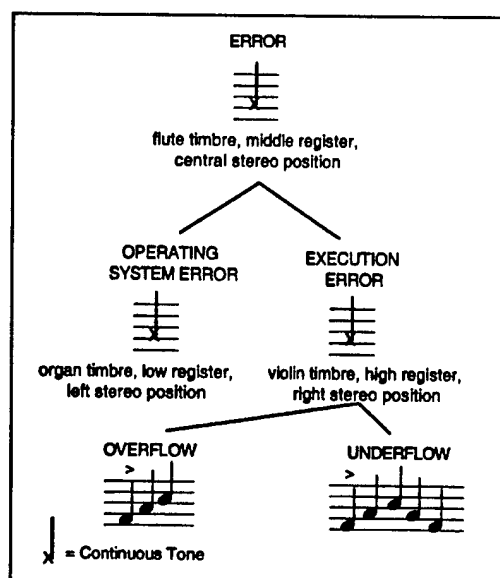 ERROR
flute timbre, middle register,
central stereo position
OPERATING
SYSTEM ERROR
organ timbre, low register,
left stereo position
EXECUTION
ERROR
violin timbre, high register,
right stereo position
OVERFLOW
UNDERFLOW
x = Continuous Tone